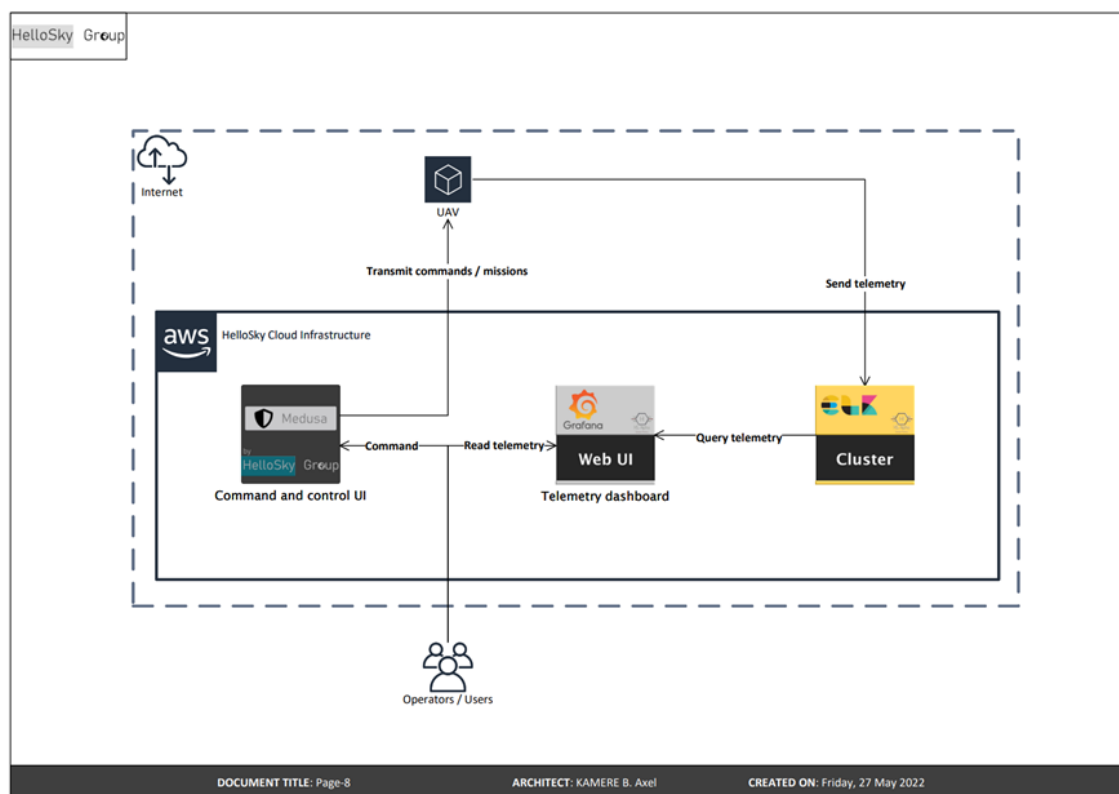 HelloSky Group
Internet
UAV
Transmit commands / missions
Send telemetry
aws
HelloSky Cloud Infrastructure
Medusa
by
HelloSky Group
Command
Read telemetry
Grafana
Web UI
Query telemetry
ELK
Cluster
Command and control UI
Telemetry dashboard
Operators / Users
DOCUMENT TITLE: Page-8
ARCHITECT: KAMERE B. Axel
CREATED ON: Friday, 27 May 2022